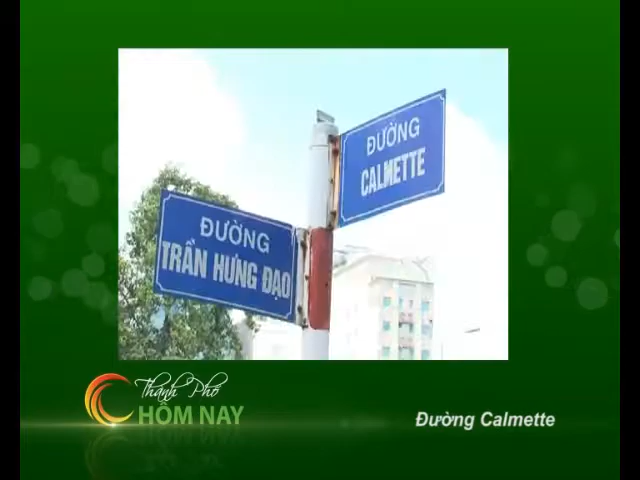 ĐƯỜNG
CALMETTE
ĐƯỜNG
TRẦN HƯNG ĐẠO
Thành Phố
HÔM NAY
Đường Calmette